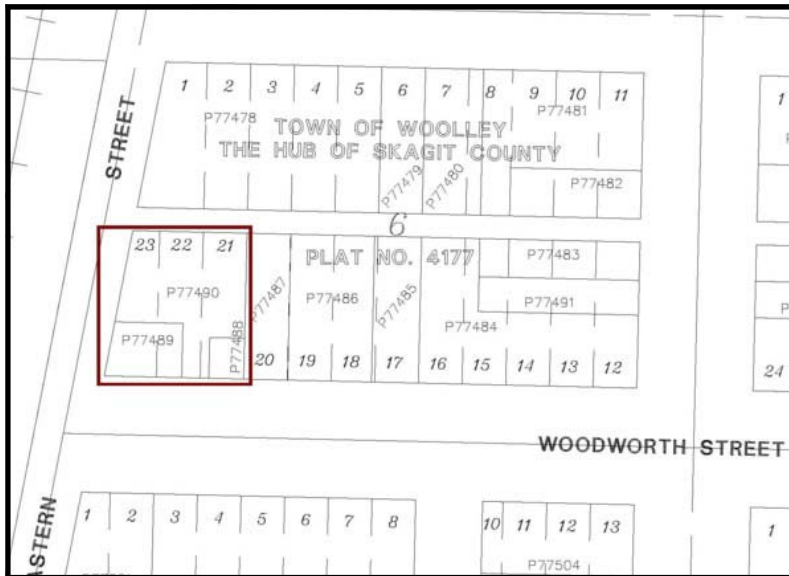 1 2 3 4 5 6 7 8 9 10 11
1
P77478
P77481
TOWN OF WOOLLEY
THE HUB OF SKAGIT COUNTY
STREET
P77479
P77480
P77482
6
23 22 21
PLAT NO. 4177
P77483
P77490
P77487
P77486
P77485
P77491
P77484
P77489
P77488
20 19 18 17 16 15 14 13 12
24
WOODWORTH STREET
ASTERN
1 2 3 4 5 6 7 8
10 11 12 13
1
P77504